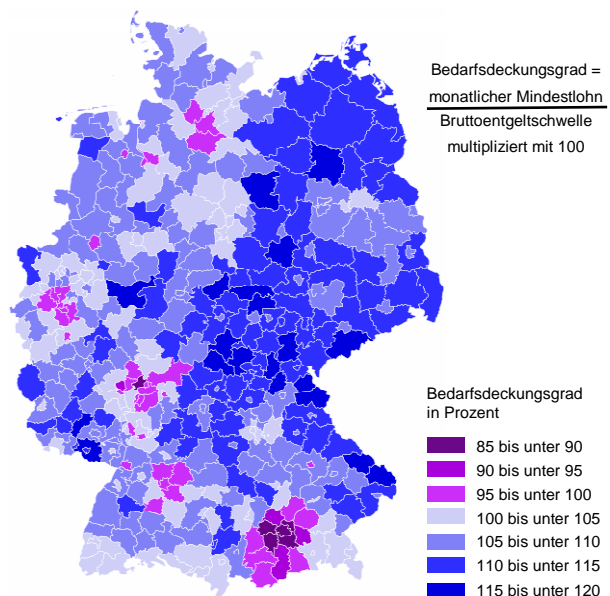 Bedarfsdeckungsgrad =
monatlicher Mindestlohn
Bruttoentgeltschwelle
multipliziert mit 100
Bedarfsdeckungsgrad
in Prozent
85 bis unter 90
90 bis unter 95
95 bis unter 100
100 bis unter 105
105 bis unter 110
110 bis unter 115
115 bis unter 120